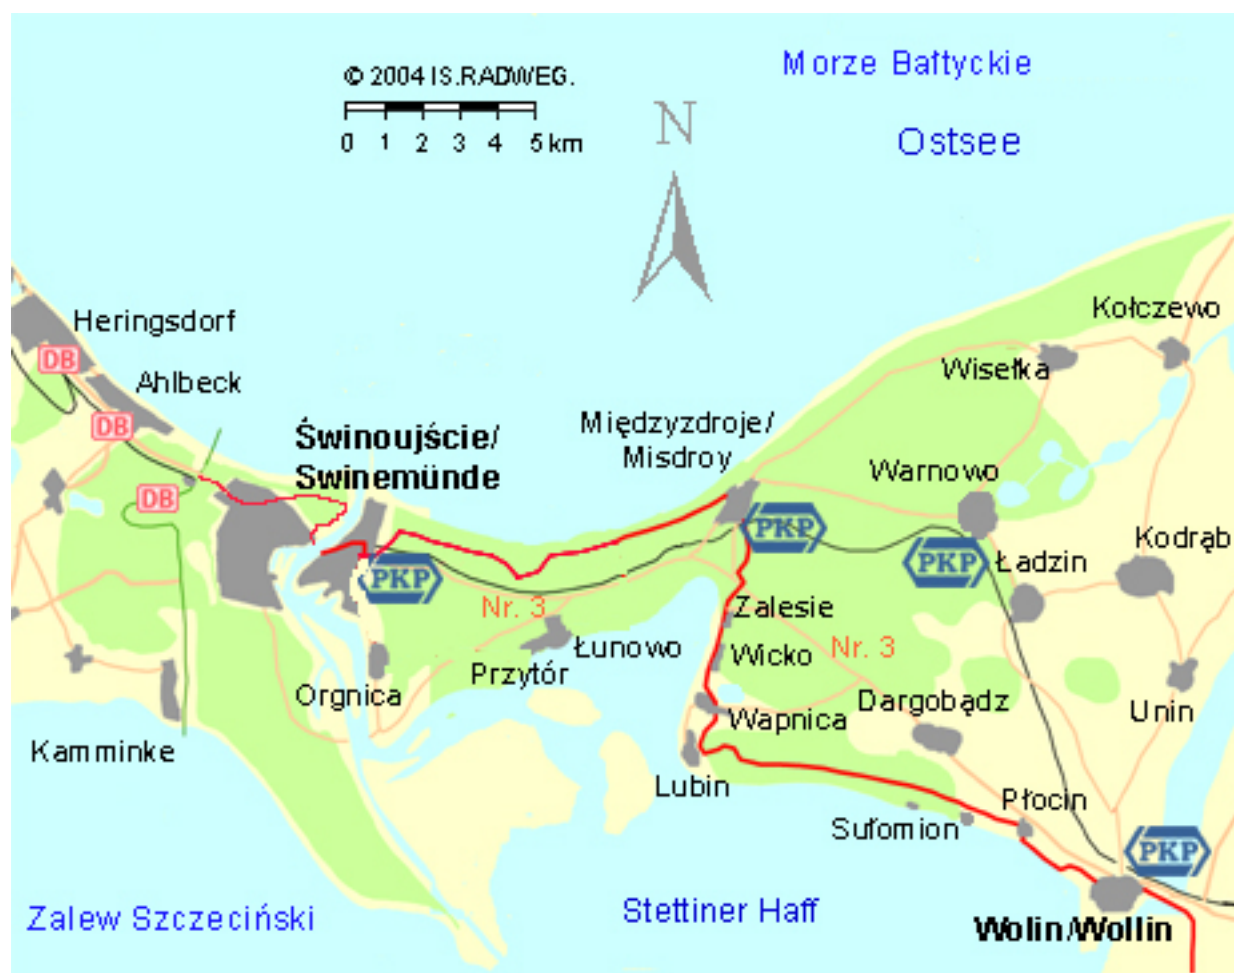 Morze Bałtyckie
© 2004 IS.RADWEG.
0 1 2 3 4 5 km
N
Ostsee
Kołczewo
Heringsdorf
DB
Wisełka
Ahlbeck
DB
Świnoujście/
Swinemünde
Międzyzdroje/
Misdroy
Warnowo
DB
PKP
Kodrąb
PKP
PKP
Ładzin
Nr. 3
Zalesie
Łunowo
Wicko
Nr. 3
Przytór
Orgnica
Dargobądz
Wapnica
Unin
Kamminke
Lubin
Płocin
Sułomion
PKP
Zalew Szczeciński
Stettiner Haff
Wolin/Wollin